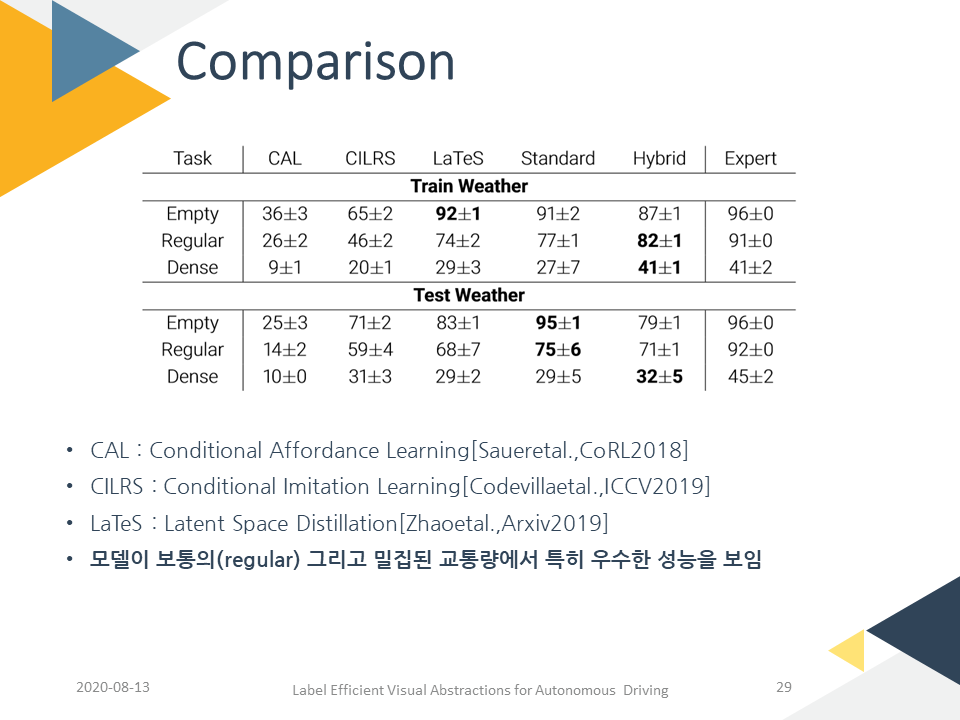 Comparison
Task CAL CILRS LaTeS Standard Hybrid Expert
Train Weather
Empty 36±3 65±2 92±1 91±2 87±1 96±0
Regular 26±2 46±2 74±2 77±1 82±1 91±0
Dense 9±1 20±1 29±3 27±7 41±1 41±2
Test Weather
Empty 25±3 71±2 83±1 95±1 79±1 96±0
Regular 14±2 59±4 68±7 75±6 71±1 92±0
Dense 10±0 31±3 29±2 29±5 32±5 45±2
• CAL : Conditional Affordance Learning[Saueretal.,CoRL2018]
• CILRS : Conditional Imitation Learning[Codevillaetal.,ICCV2019]
• LaTeS : Latent Space Distillation[Zhaoetal.,Arxiv2019]
• 모델이 보통의(regular) 그리고 밀집된 교통량에서 특히 우수한 성능을 보임
2020-08-13 Label Efficient Visual Abstractions for Autonomous Driving 29